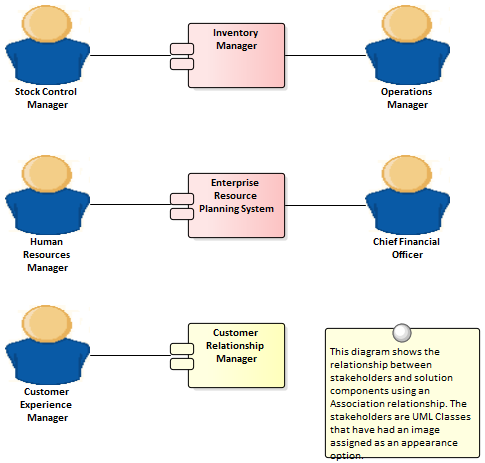 Inventory
Manager
Stock Control
Manager
Operations
Manager
Enterprise
Resource
Planning System
Human
Resources
Manager
Chief Financial
Officer
Customer
Relationship
Manager
Customer
Experience
Manager
This diagram shows the
relationship between
stakeholders and solution
components using an
Association relationship. The
stakeholders are UML Classes
that have had an image
assigned as an appearance
option.